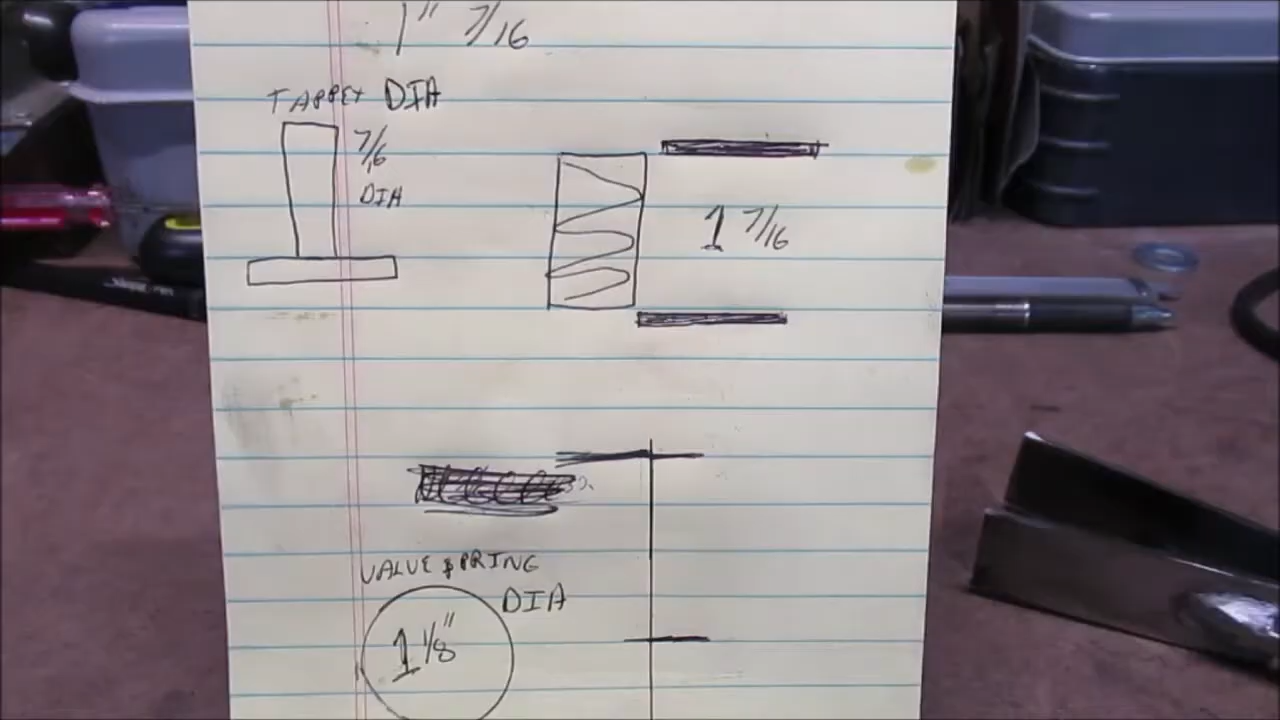 1" 7/16
TAPPET DIA
7/16
DIA
1 7/16
VALVE SPRING
DIA
1 1/8"